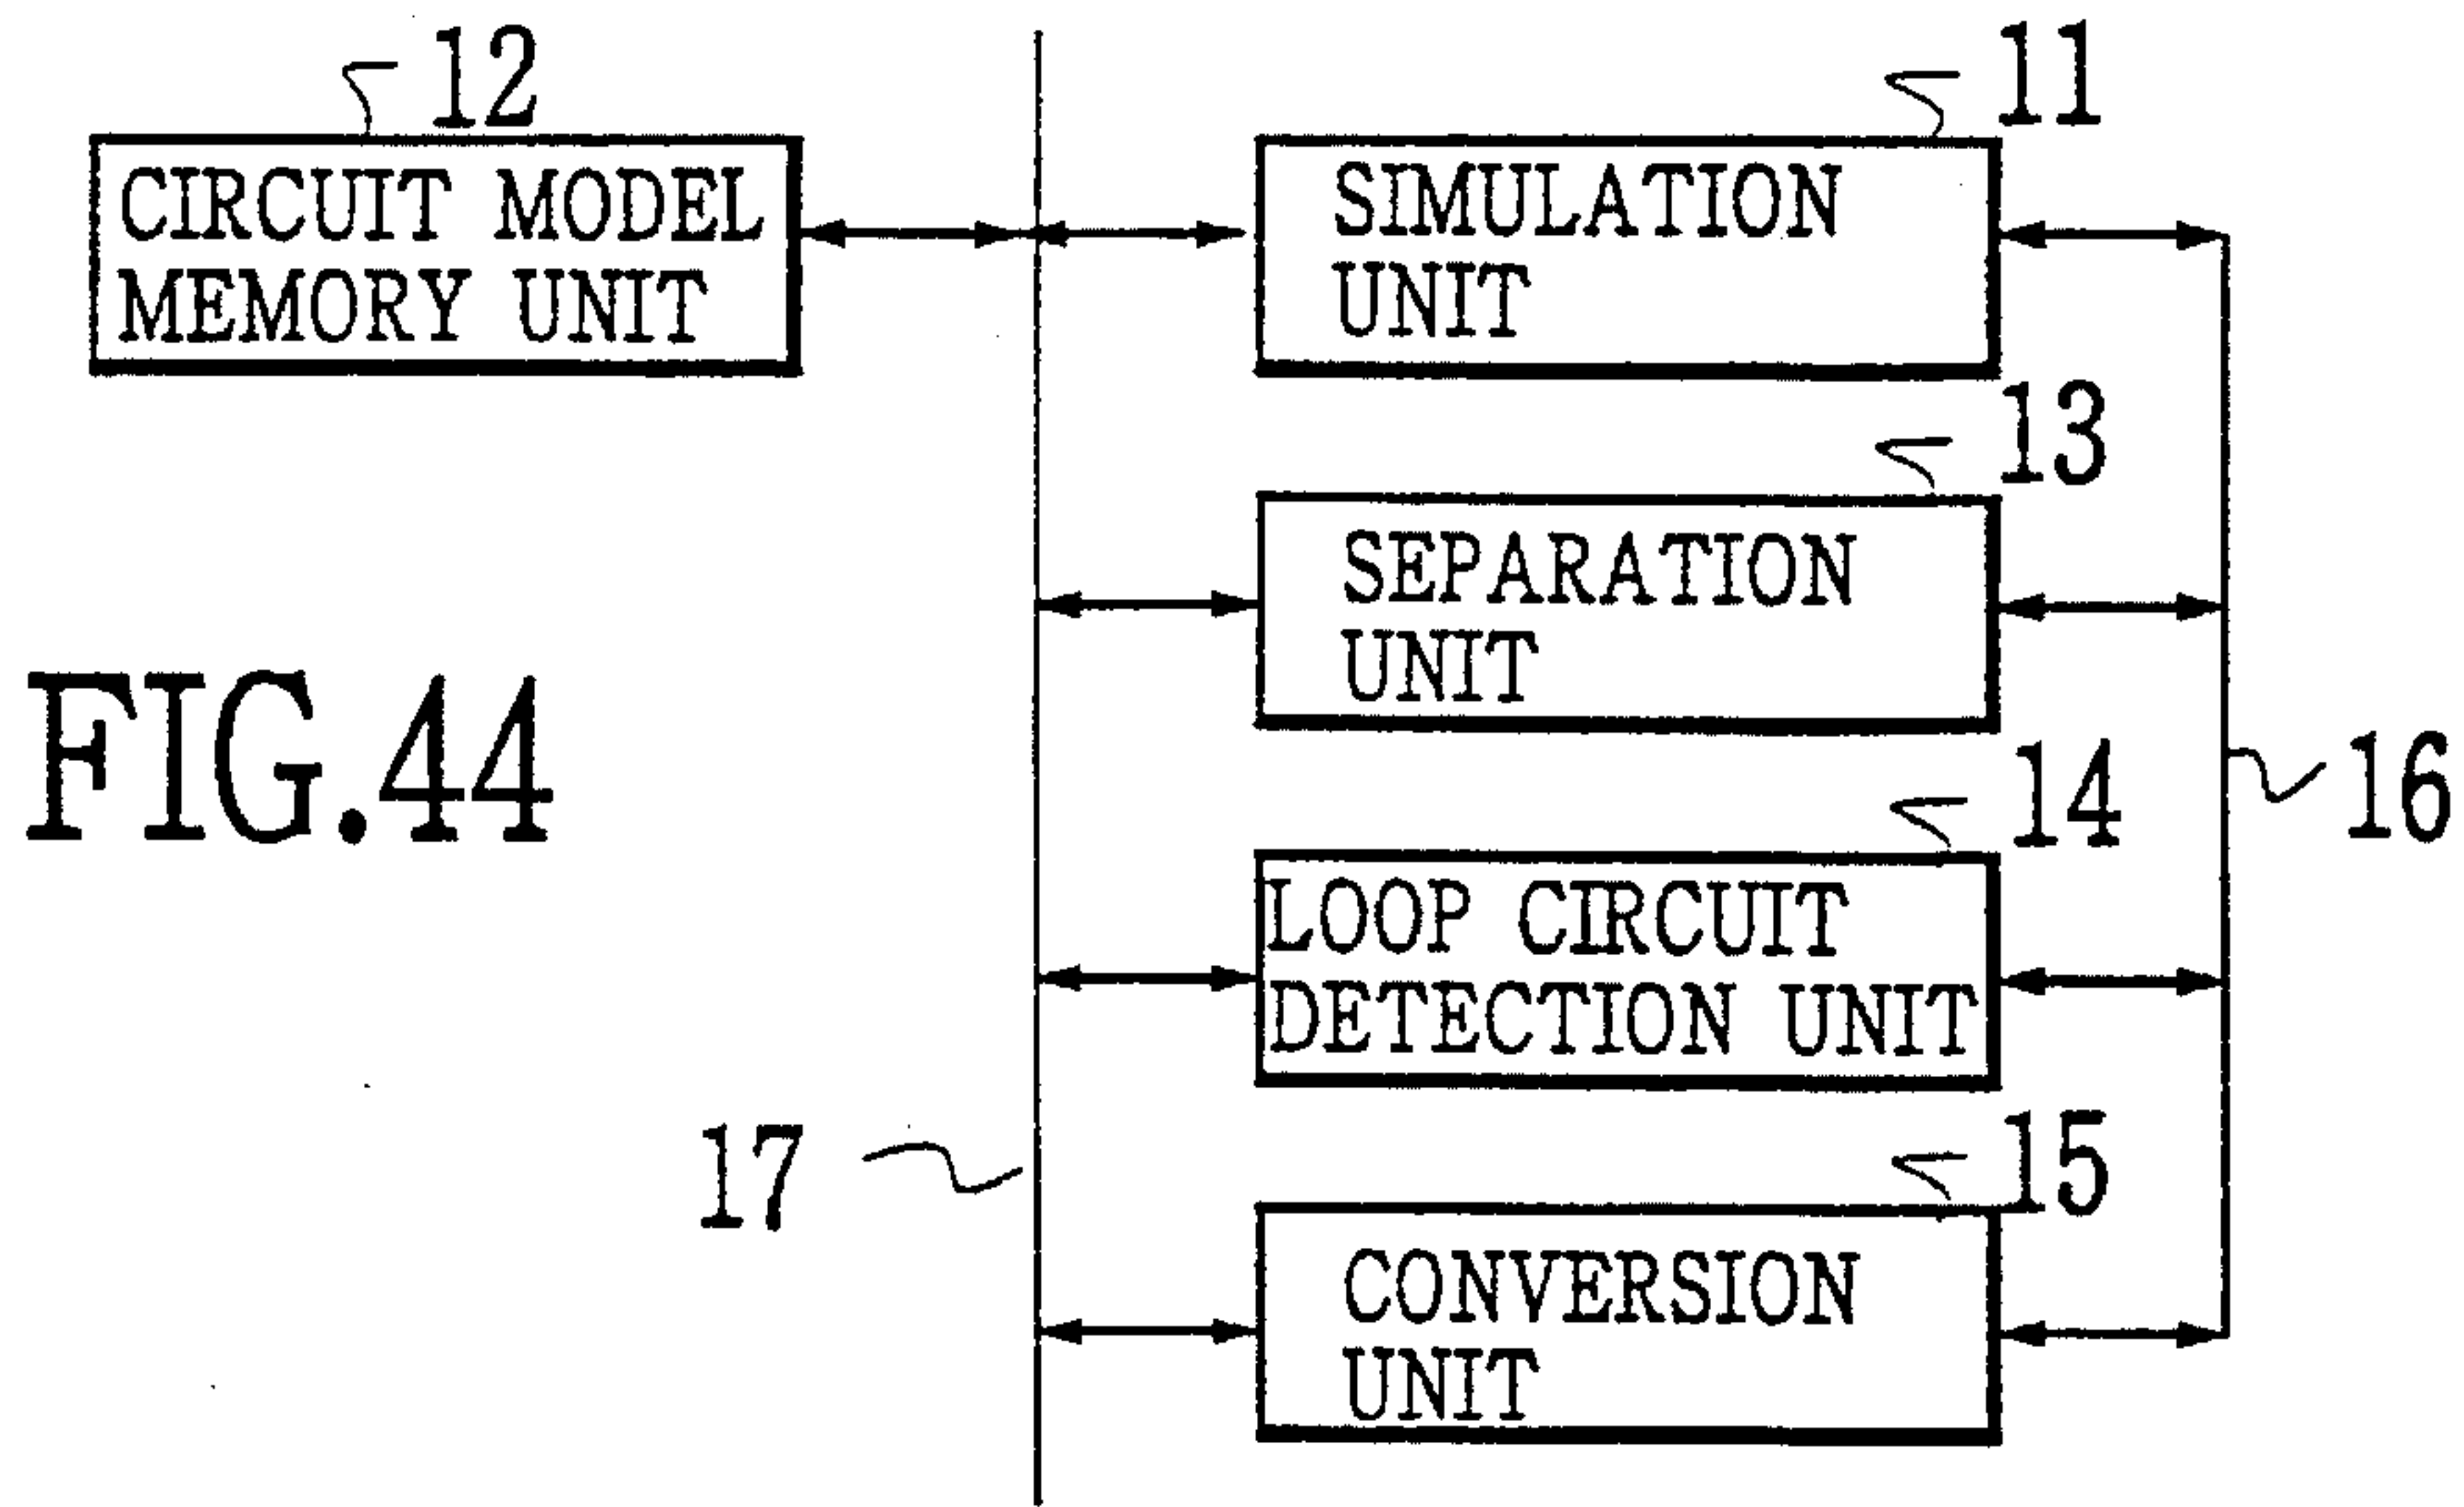 12
CIRCUIT MODEL
MEMORY UNIT
11
SIMULATION
UNIT
13
SEPARATION
UNIT
FIG.44
14
LOOP CIRCUIT
DETECTION UNIT
16
17
15
CONVERSION
UNIT